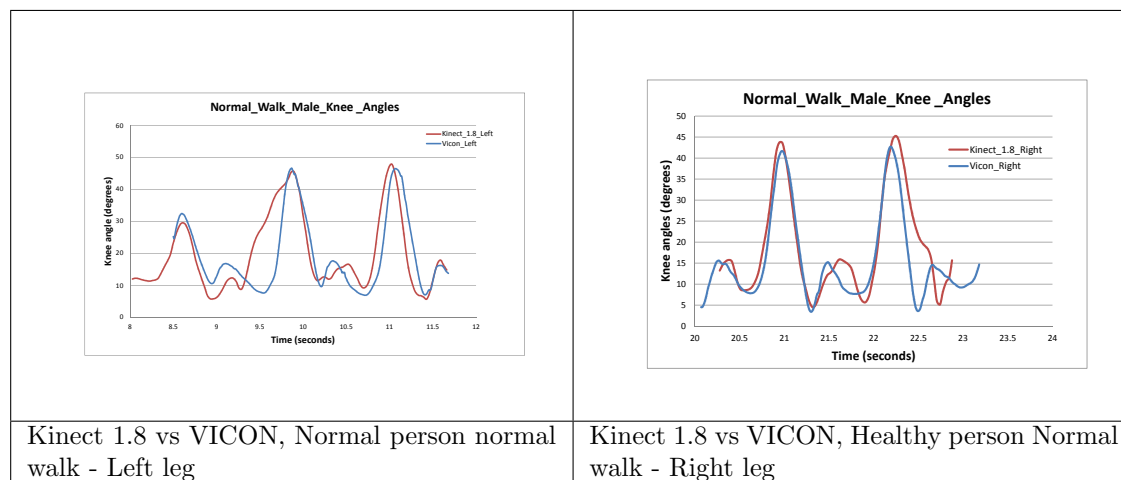 Normal_Walk_Male_Knee _Angles
60
50
40
30
20
10
0
Knee angle (degrees)
Kinect_1.8_Left
Vicon_Left
8 8.5 9 9.5 10 10.5 11 11.5 12
Time (seconds)
Kinect 1.8 vs VICON, Normal person normal
walk - Left leg
Normal_Walk_Male_Knee _Angles
50
45
40
35
30
25
20
15
10
5
0
Knee angles (degrees)
Kinect_1.8_Right
Vicon_Right
20 20.5 21 21.5 22 22.5 23 23.5 24
Time (seconds)
Kinect 1.8 vs VICON, Healthy person Normal
walk - Right leg